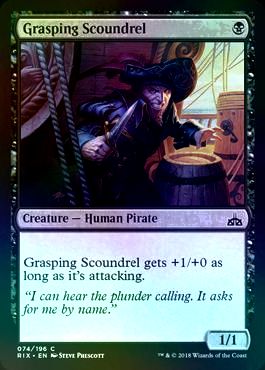 Grasping Scoundrel
Creature — Human Pirate
Grasping Scoundrel gets +1/+0 as
long as it's attacking.
"I can hear the plunder calling. It asks
for me by name."
1/1
074/196 C
RIX • EN Steve Prescott
™ & © 2018 Wizards of the Coast